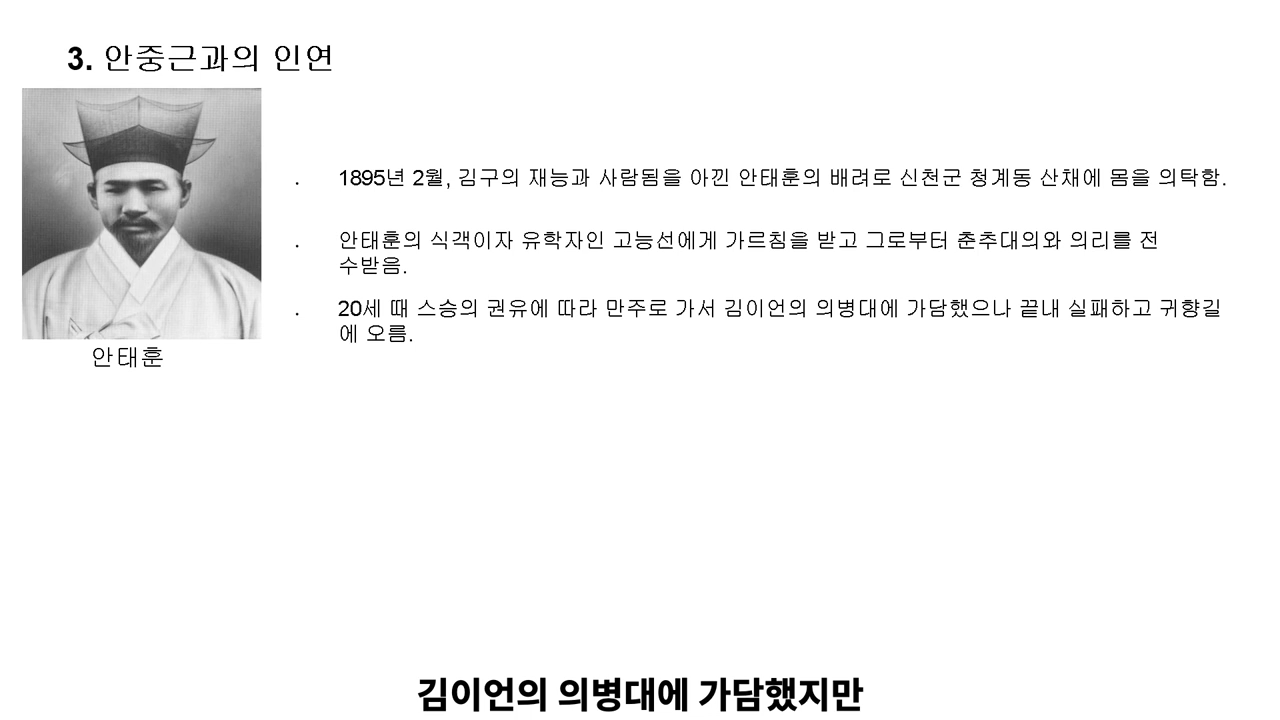 3. 안중근과의 인연
. 1895년 2월, 김구의 재능과 사람됨을 아낀 안태훈의 배려로 신천군 청계동 산채에 몸을 의탁함.
. 안태훈의 식객이자 유학자인 고능선에게 가르침을 받고 그로부터 춘추대의와 의리를 전
수받음.
. 20세 때 스승의 권유에 따라 만주로 가서 김이언의 의병대에 가담했으나 끝내 실패하고 귀향길
에 오름.
안태훈
김이언의 의병대에 가담했지만